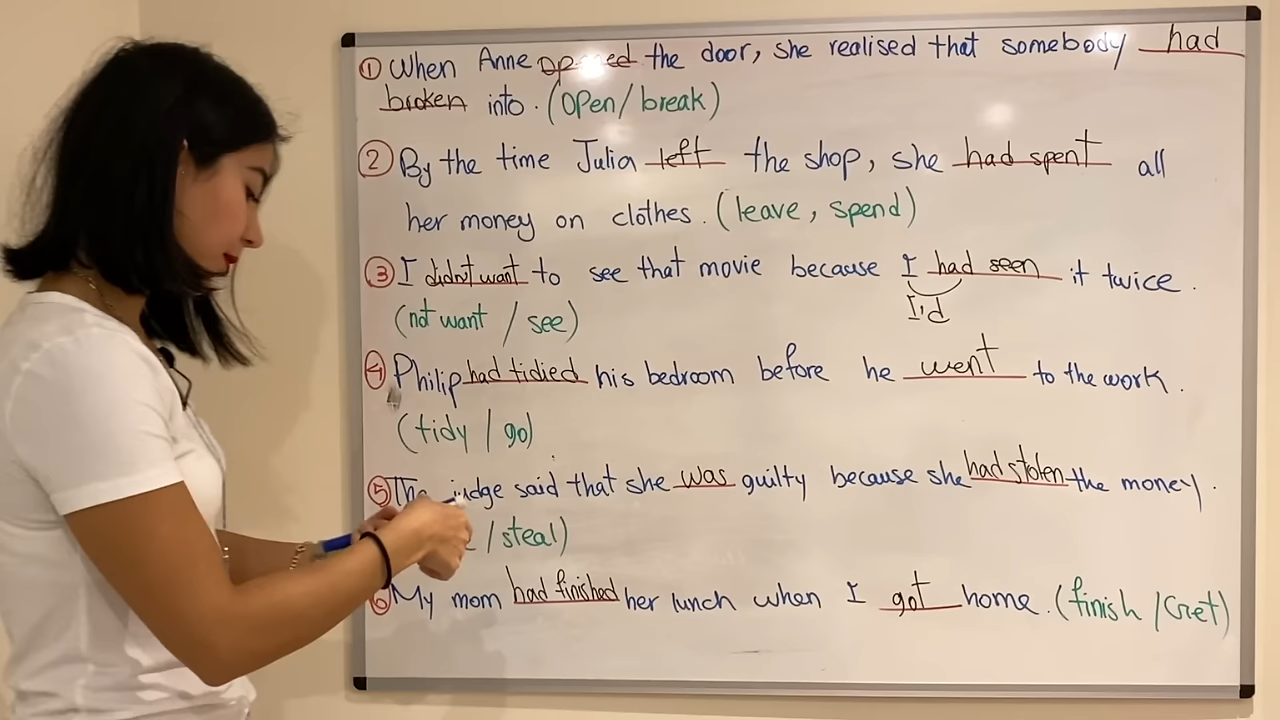 ① When Anne opened the door, she realised that somebody had
broken into. (open/break)
② By the time Julia left the shop, she had spent all
her money on clothes. (leave, spend)
③ I didn't want to see that movie because I had seen it twice.
I'd
(not want / see)
④ Philip had tidied his bedroom before he went to the work.
(tidy / go)
⑤ The judge said that she was guilty because she had stolen the money.
/ steal)
⑥ My mom had finished her lunch when I got home. (finish / Get)